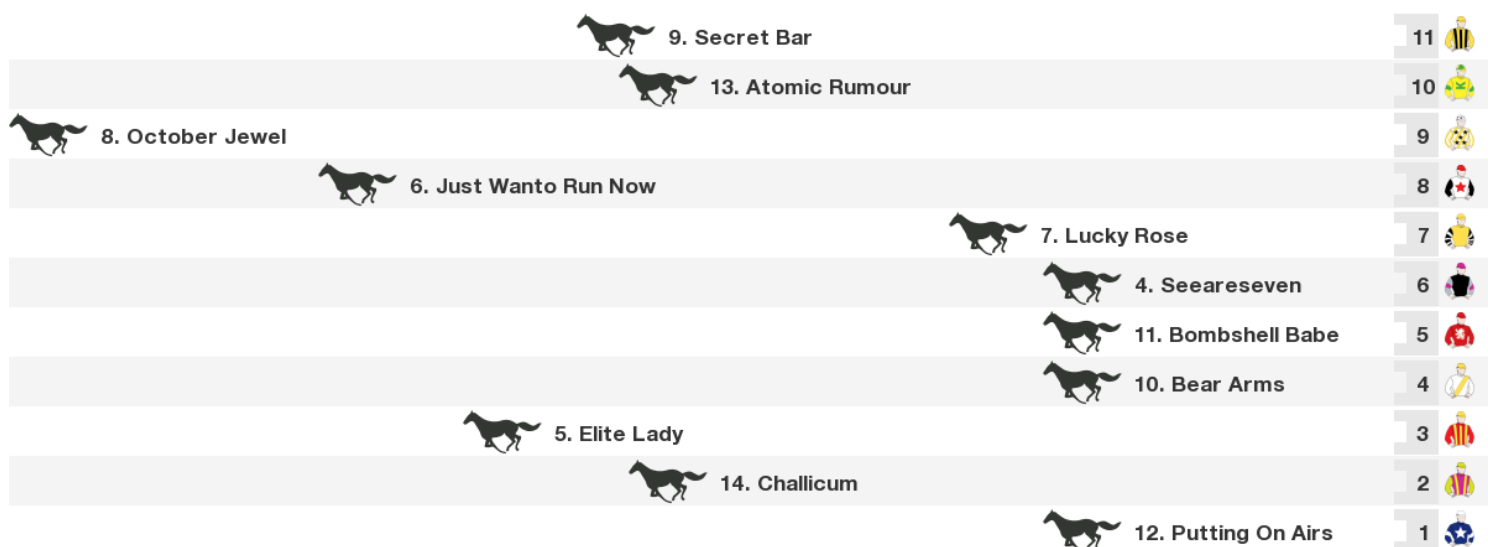 9. Secret Bar 11
13. Atomic Rumour 10 K
8. October Jewel 9
6. Just Wanto Run Now 8
7. Lucky Rose 7
4. Seeareseven 6
11. Bombshell Babe 5
10. Bear Arms 4
5. Elite Lady 3
14. Challicum 2
12. Putting On Airs 1